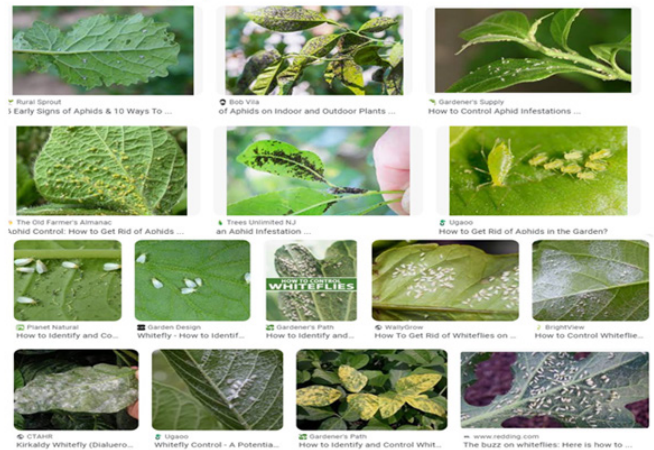 Rural Sprout
Early Signs of Aphids & 10 Ways To ...
Bob Vila
of Aphids on Indoor and Outdoor Plants ...
Gardener's Supply
How to Control Aphid Infestations ...
The Old Farmer's Almanac
Aphid Control: How to Get Rid of Aphids ...
Trees Unlimited NJ
an Aphid Infestation ...
Ugaoo
How to Get Rid of Aphids in the Garden?
HOW TO CONTROL
WHITEFLIES
Planet Natural
How to Identify and Co...
Garden Design
Whitefly - How to Identif...
Gardener's Path
How to Identify and...
WallyGrow
How To Get Rid of Whiteflies on ...
BrightView
How to Control Whiteflie...
CTAHR
Kirkaldy Whitefly (Dialuero...
Ugaoo
Whitefly Control - A Potentia...
Gardener's Path
How to Identify and Control Whit...
www.redding.com
The buzz on whiteflies: Here is how to ...